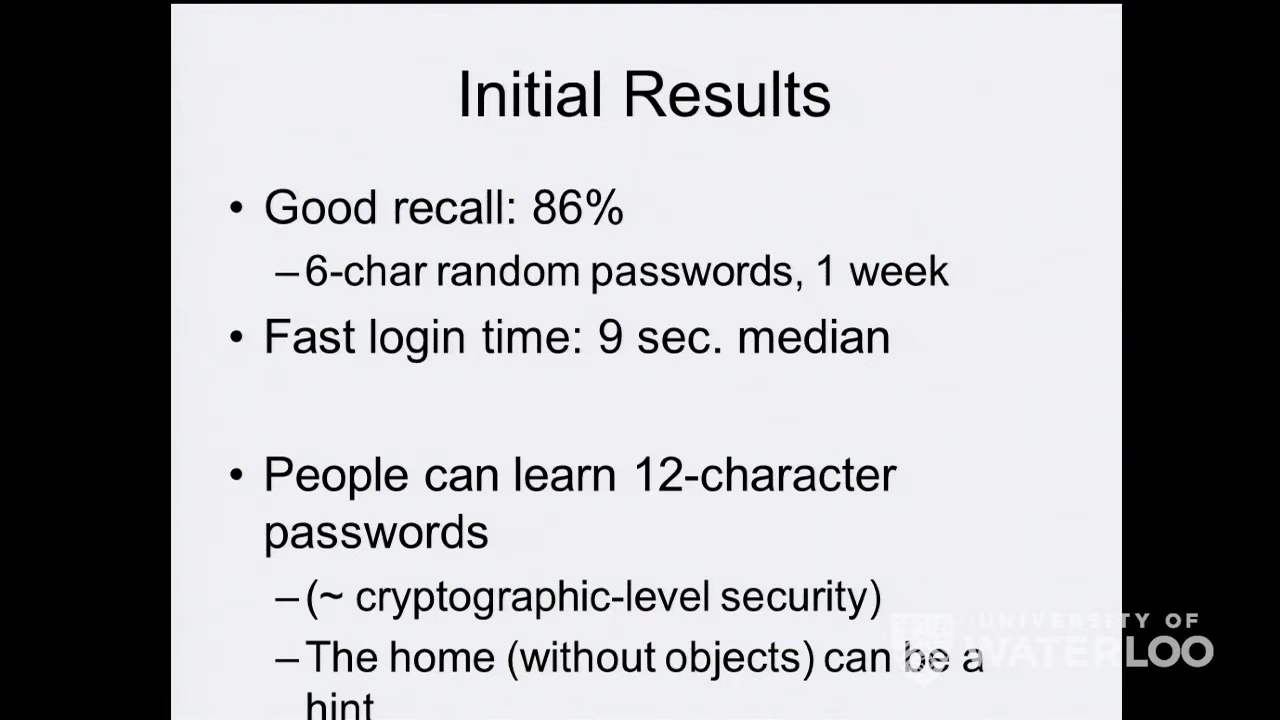 Initial Results
• Good recall: 86%
–6-char random passwords, 1 week
• Fast login time: 9 sec. median
• People can learn 12-character
passwords
–(~ cryptographic-level security)
–The home (without objects) can be a
hint
UNIVERSITY OF
WATERLOO